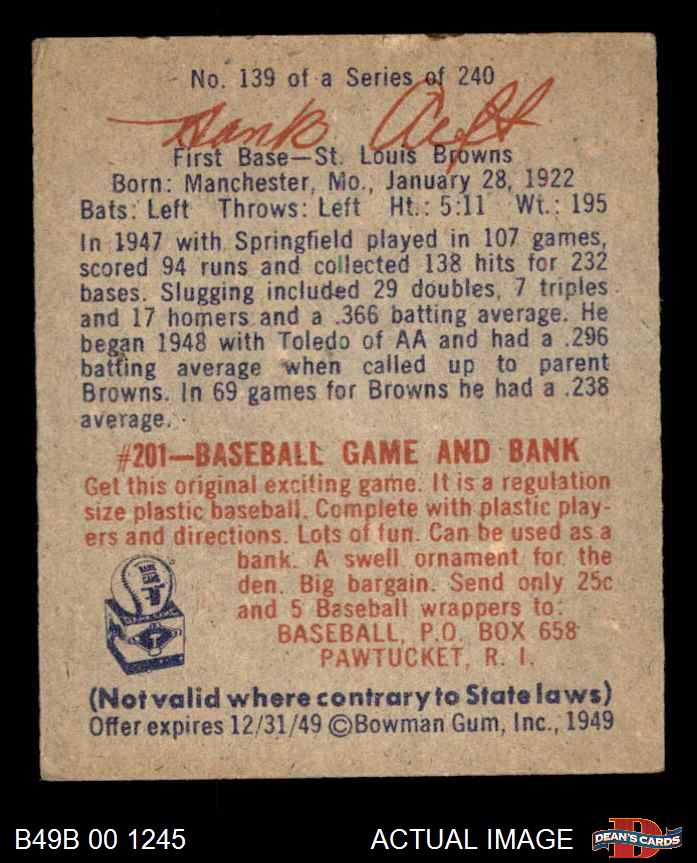 No. 139 of a Series of 240
Hank Arft
First Base—St. Louis Browns
Born: Manchester, Mo., January 28, 1922
Bats: Left Throws: Left Ht.: 5:11 Wt.: 195
In 1947 with Springfield played in 107 games,
scored 94 runs and collected 138 hits for 232
bases. Slugging included 29 doubles, 7 triples
and 17 homers and a .366 batting average. He
began 1948 with Toledo of AA and had a .296
batting average when called up to parent
Browns. In 69 games for Browns he had a .238
average.
#201—BASEBALL GAME AND BANK
Get this original exciting game. It is a regulation
size plastic baseball. Complete with plastic play-
ers and directions. Lots of fun. Can be used as a
bank. A swell ornament for the
den. Big bargain. Send only 25c
and 5 Baseball wrappers to:
BASEBALL, P.O. BOX 658
PAWTUCKET, R. I.
(Not valid where contrary to State laws)
Offer expires 12/31/49 ©Bowman Gum, Inc., 1949
B49B 00 1245 ACTUAL IMAGE
DEAN'S CARDS